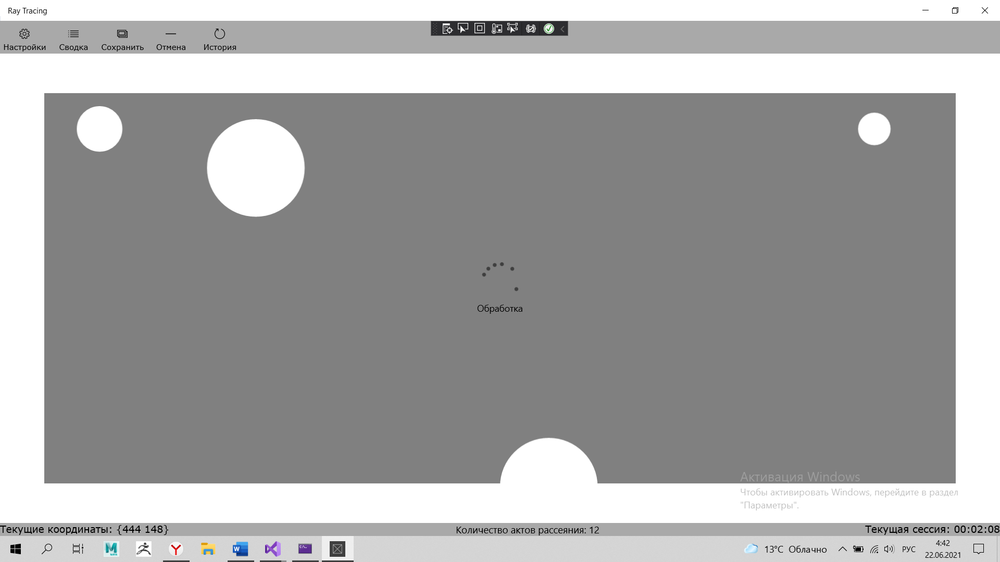 Ray Tracing
Настройки
Сводка
Сохранить
Отмена
История
Обработка
Активация Windows
Чтобы активировать Windows, перейдите в раздел
"Параметры".
Текущие координаты: {444 148}
Количество актов рассеяния: 12
Текущая сессия: 00:02:08
13°C Облачно
РУС
4:42
22.06.2021